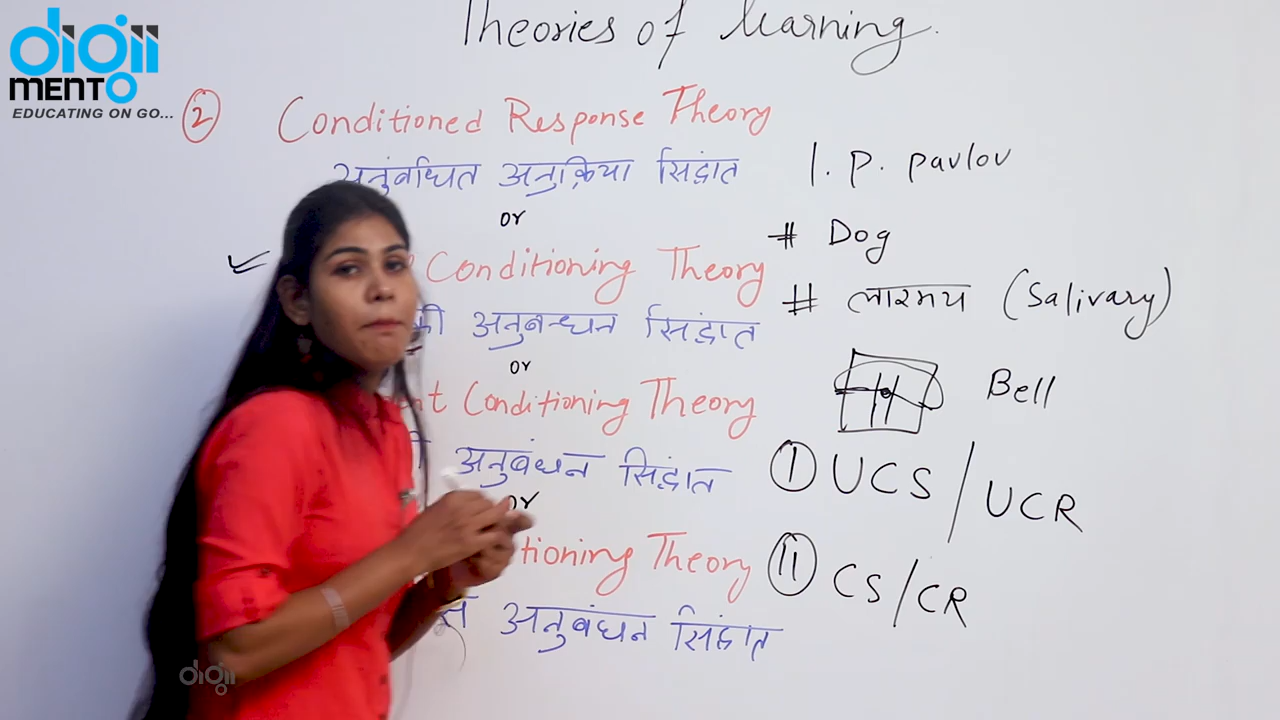 digii
MENTO
EDUCATING ON GO...
Theories of learning.
② Conditioned Response Theory
अनुबंधित अनुक्रिया सिद्धांत
or
Conditioning Theory
की अनुबन्धन सिद्धांत
or
Conditioning Theory
अनुबंधन सिद्धांत
or
Theory
अनुबंधन सिद्धांत
I. P. pavlov
# Dog
# लारमय (Salivary)
Bell
Ⅰ UCS / UCR
Ⅱ CS / CR
digii